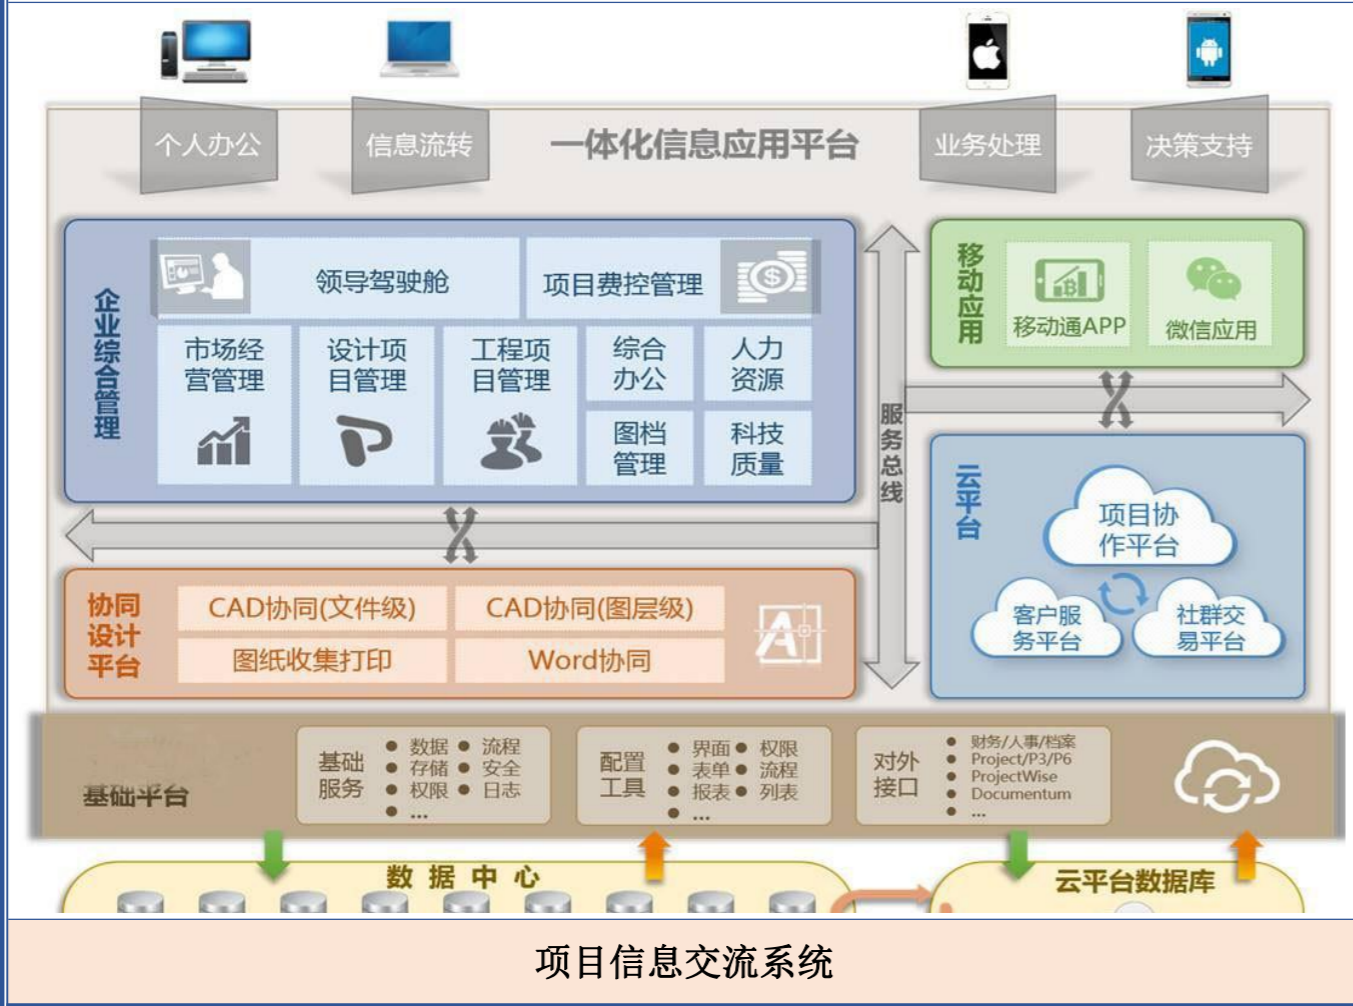 个人办公
信息流转
一体化信息应用平台
业务处理
决策支持
企业综合管理
领导驾驶舱
项目费控管理
市场经
营管理
设计项
目管理
工程项
目管理
综合
办公
人力
资源
图档
管理
科技
质量
服务总线
移动应用
移动通APP
微信应用
云平台
项目协
作平台
客户服
务平台
社群交
易平台
协同
设计
平台
CAD协同(文件级)
CAD协同(图层级)
图纸收集打印
Word协同
基础平台
基础
服务
● 数据 ● 流程
● 存储 ● 安全
● 权限 ● 日志
● ...
配置
工具
● 界面 ● 权限
● 表单 ● 流程
● 报表 ● 列表
● ...
对外
接口
● 财务/人事/档案
● Project/P3/P6
● ProjectWise
● Documentum
● ...
数据中心
云平台数据库
项目信息交流系统